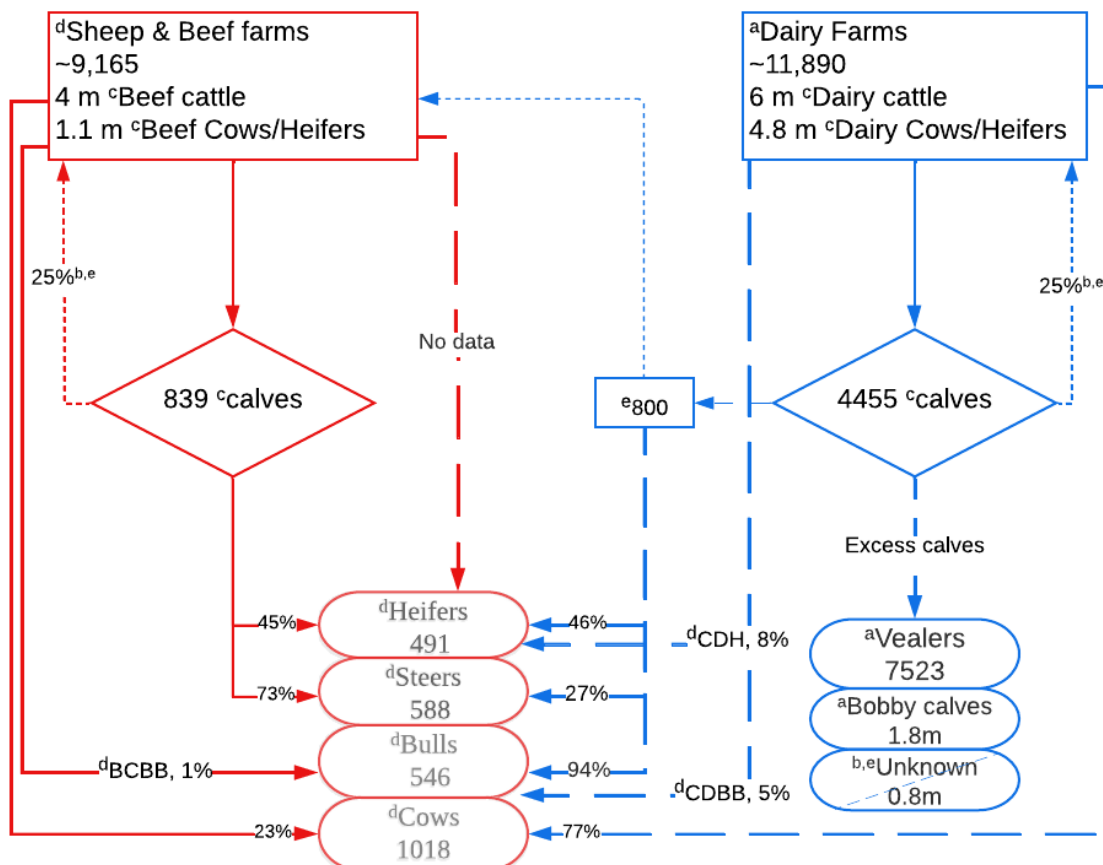 ᵈSheep & Beef farms
~9,165
4 m ᶜBeef cattle
1.1 m ᶜBeef Cows/Heifers
ᵃDairy Farms
~11,890
6 m ᶜDairy cattle
4.8 m ᶜDairy Cows/Heifers
25%ᵇ,ᵉ
25%ᵇ,ᵉ
No data
839 ᶜcalves
ᵉ800
4455 ᶜcalves
Excess calves
45%
ᵈHeifers
491
46%
ᵈCDH, 8%
73%
ᵈSteers
588
27%
ᵈBCBB, 1%
ᵈBulls
546
94%
ᵈCDBB, 5%
23%
ᵈCows
1018
77%
ᵃVealers
7523
ᵃBobby calves
1.8m
ᵇ,ᵉUnknown
0.8m